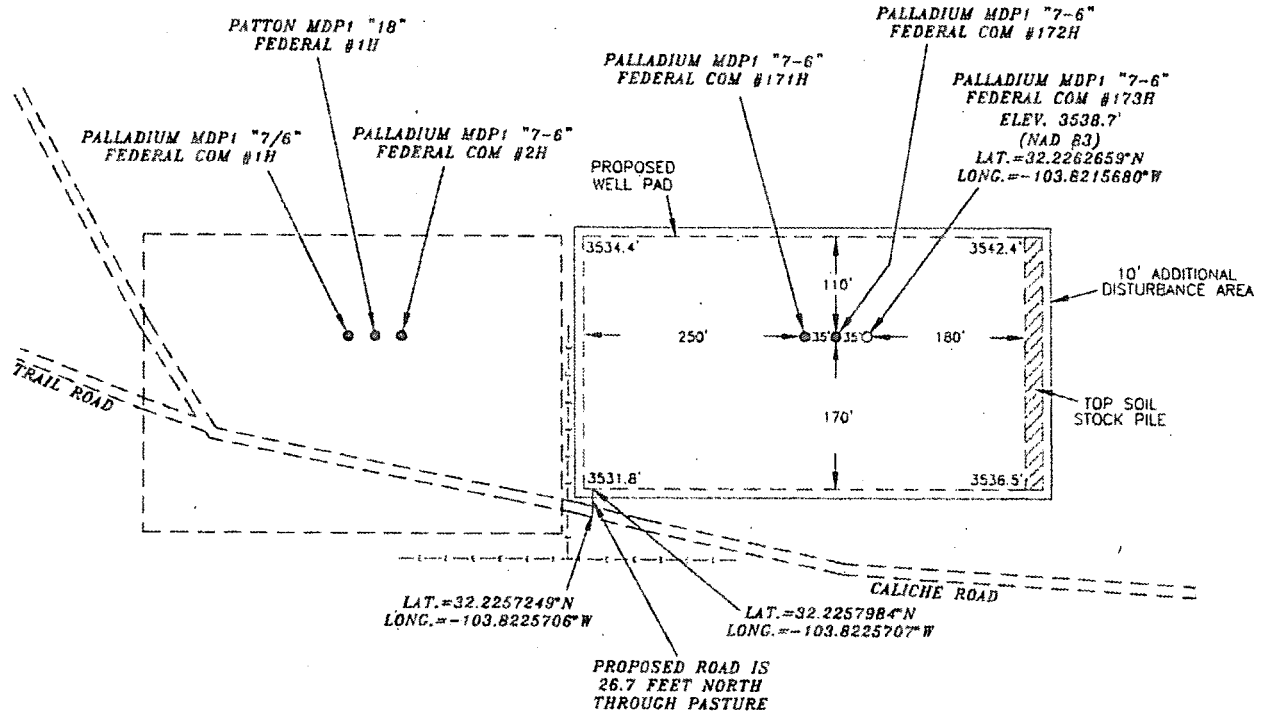 PATTON MDP1 "18"
FEDERAL #1H
PALLADIUM MDP1 "7-6"
FEDERAL COM #172H
PALLADIUM MDP1 "7-6"
FEDERAL COM #171H
PALLADIUM MDP1 "7-6"
FEDERAL COM #173H
ELEV. 3538.7'
(NAD 83)
LAT.=32.2262659°N
LONG.=-103.8215680°W
PALLADIUM MDP1 "7/6"
FEDERAL COM #1H
PALLADIUM MDP1 "7-6"
FEDERAL COM #2H
PROPOSED
WELL PAD
3534.4'
3542.4'
110'
10' ADDITIONAL
DISTURBANCE AREA
250'
35'
35'
180'
TRAIL ROAD
170'
TOP SOIL
STOCK PILE
3531.8'
3536.5'
CALICHE ROAD
LAT.=32.2257249°N
LONG.=-103.8225706°W
LAT.=32.2257984°N
LONG.=-103.8225707°W
PROPOSED ROAD IS
26.7 FEET NORTH
THROUGH PASTURE